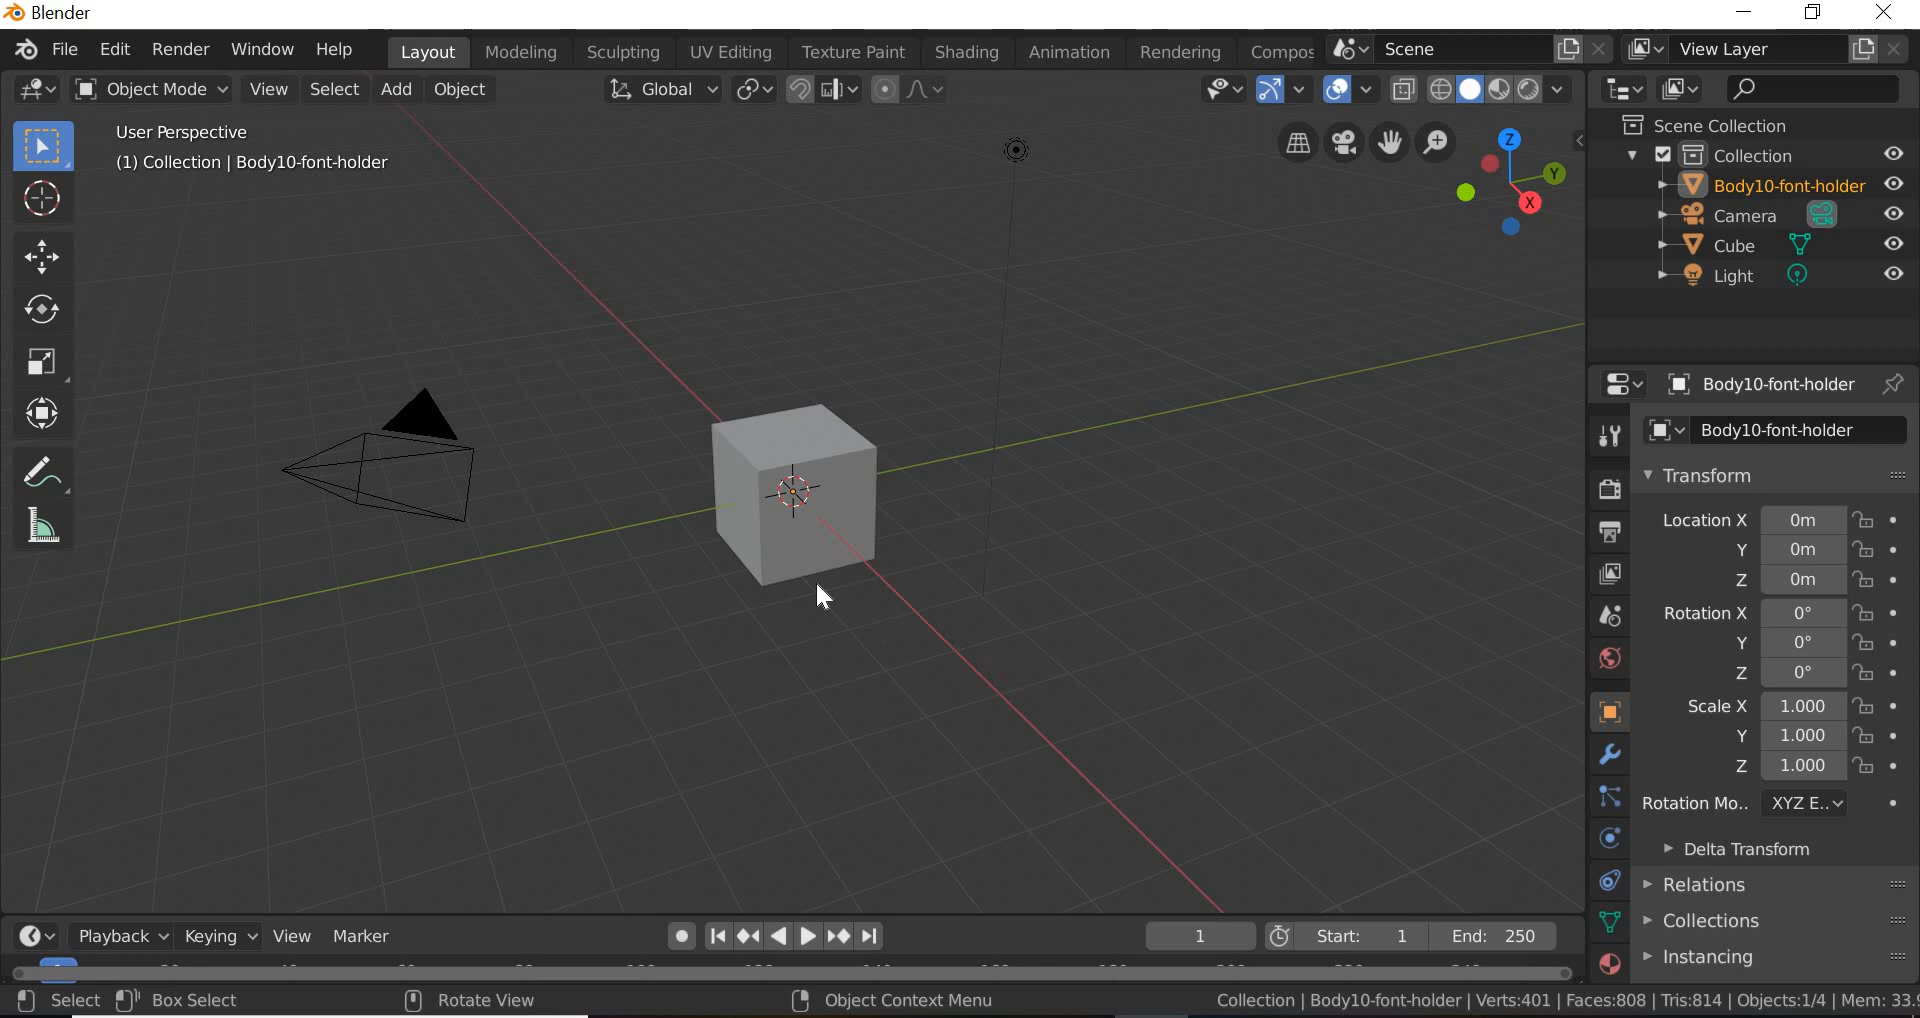 Blender
File Edit Render Window Help Layout Modeling Sculpting UV Editing Texture Paint Shading Animation Rendering Compos Scene View Layer
Object Mode View Select Add Object Global
User Perspective
(1) Collection | Body10-font-holder
Z
Y
X
Scene Collection
Collection
Body10-font-holder
Camera
Cube
Light
Body10-font-holder
Body10-font-holder
Transform
Location X 0m
Y 0m
Z 0m
Rotation X 0°
Y 0°
Z 0°
Scale X 1.000
Y 1.000
Z 1.000
Rotation Mo.. XYZ E..
Delta Transform
Relations
Collections
Instancing
Playback Keying View Marker 1 Start: 1 End: 250
Select Box Select Rotate View Object Context Menu Collection | Body10-font-holder | Verts:401 | Faces:808 | Tris:814 | Objects:1/4 | Mem: 33.